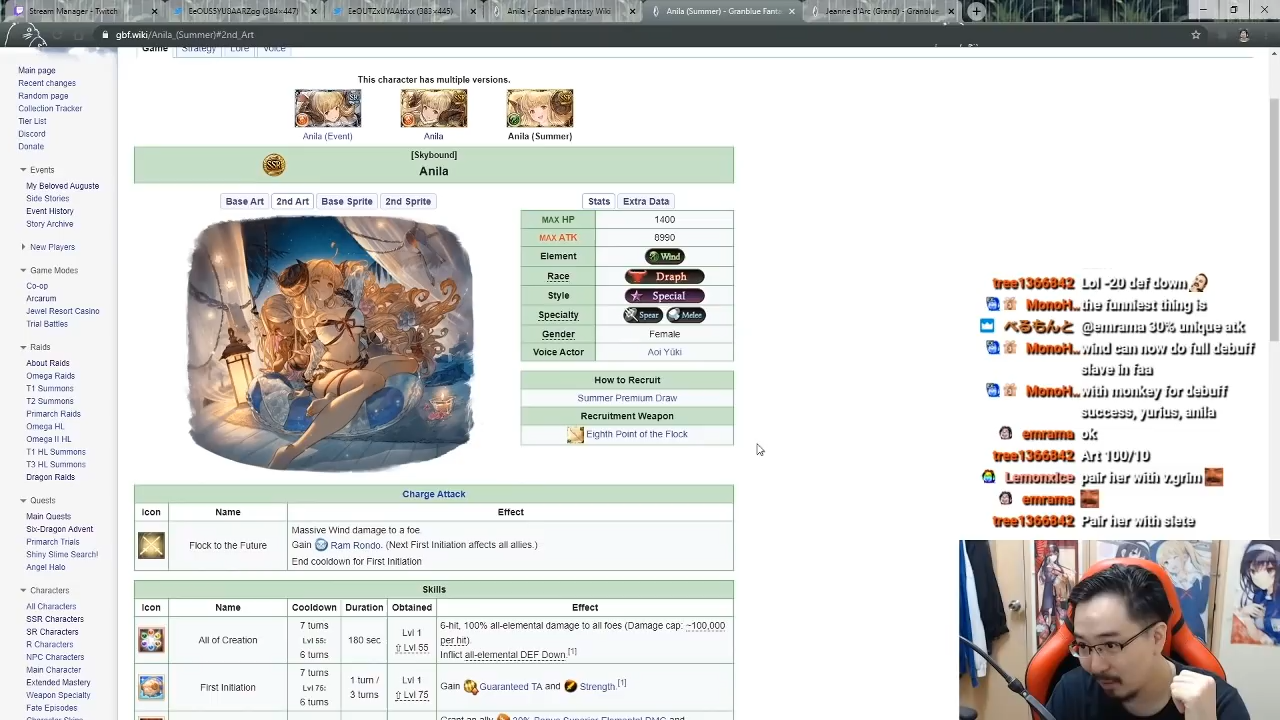 Stream Manager - Twitch
EeOU55YU8AARZog (384×447)
EeOU7ZxUYAAtbxx (383×455)
Anila - Granblue Fantasy Wiki
Anila (Summer) - Granblue Fanta
Jeanne d'Arc (Grand) - Granblue
gbf.wiki/Anila_(Summer)#2nd_Art
Game
Strategy
Lore
Voice
Main page
Recent changes
Random page
Collection Tracker
Tier List
Discord
Donate
Events
My Beloved Auguste
Side Stories
Event History
Story Archive
New Players
Game Modes
Co-op
Arcarum
Jewel Resort Casino
Trial Battles
Raids
About Raids
Omega Raids
T1 Summons
T2 Summons
Primarch Raids
Omega HL
Omega II HL
T1 HL Summons
T3 HL Summons
Dragon Raids
Quests
Main Quests
Six-Dragon Advent
Primarch Trials
Shiny Slime Search!
Angel Halo
Characters
All Characters
SSR Characters
SR Characters
R Characters
NPC Characters
Main Character
Extended Mastery
Weapon Specialty
Fate Episodes
This character has multiple versions.
Anila (Event)
Anila
Anila (Summer)
SSR
[Skybound]
Anila
Base Art
2nd Art
Base Sprite
2nd Sprite
Stats
Extra Data
MAX HP 1400
MAX ATK 8990
Element Wind
Race Draph
Style Special
Specialty Spear Melee
Gender Female
Voice Actor Aoi Yūki
How to Recruit
Summer Premium Draw
Recruitment Weapon
Eighth Point of the Flock
Charge Attack
Icon Name Effect
Flock to the Future
Massive Wind damage to a foe.
Gain Ram Rondo. (Next First Initiation affects all allies.)
End cooldown for First Initiation
Skills
Icon Name Cooldown Duration Obtained Effect
All of Creation
7 turns
Lvl 55:
6 turns
180 sec
Lvl 1
⇧Lvl 55
6-hit, 100% all-elemental damage to all foes (Damage cap: ~100,000
per hit).
Inflict all-elemental DEF Down.[1]
First Initiation
7 turns
Lvl 75:
6 turns
1 turn /
3 turns
Lvl 1
⇧Lvl 75
Gain Guaranteed TA and Strength.[1]
tree1366842 Lol -20 def down
MonoH.. the funniest thing is
べるちんと @emrama 30% unique atk
MonoH.. wind can now do full debuff
slave in faa
MonoH.. with monkey for debuff
success, yurius, anila
emrama ok
tree1366842 Art 100/10
LemonxIce pair her with v.grim
emrama
tree1366842 Pair her with siete